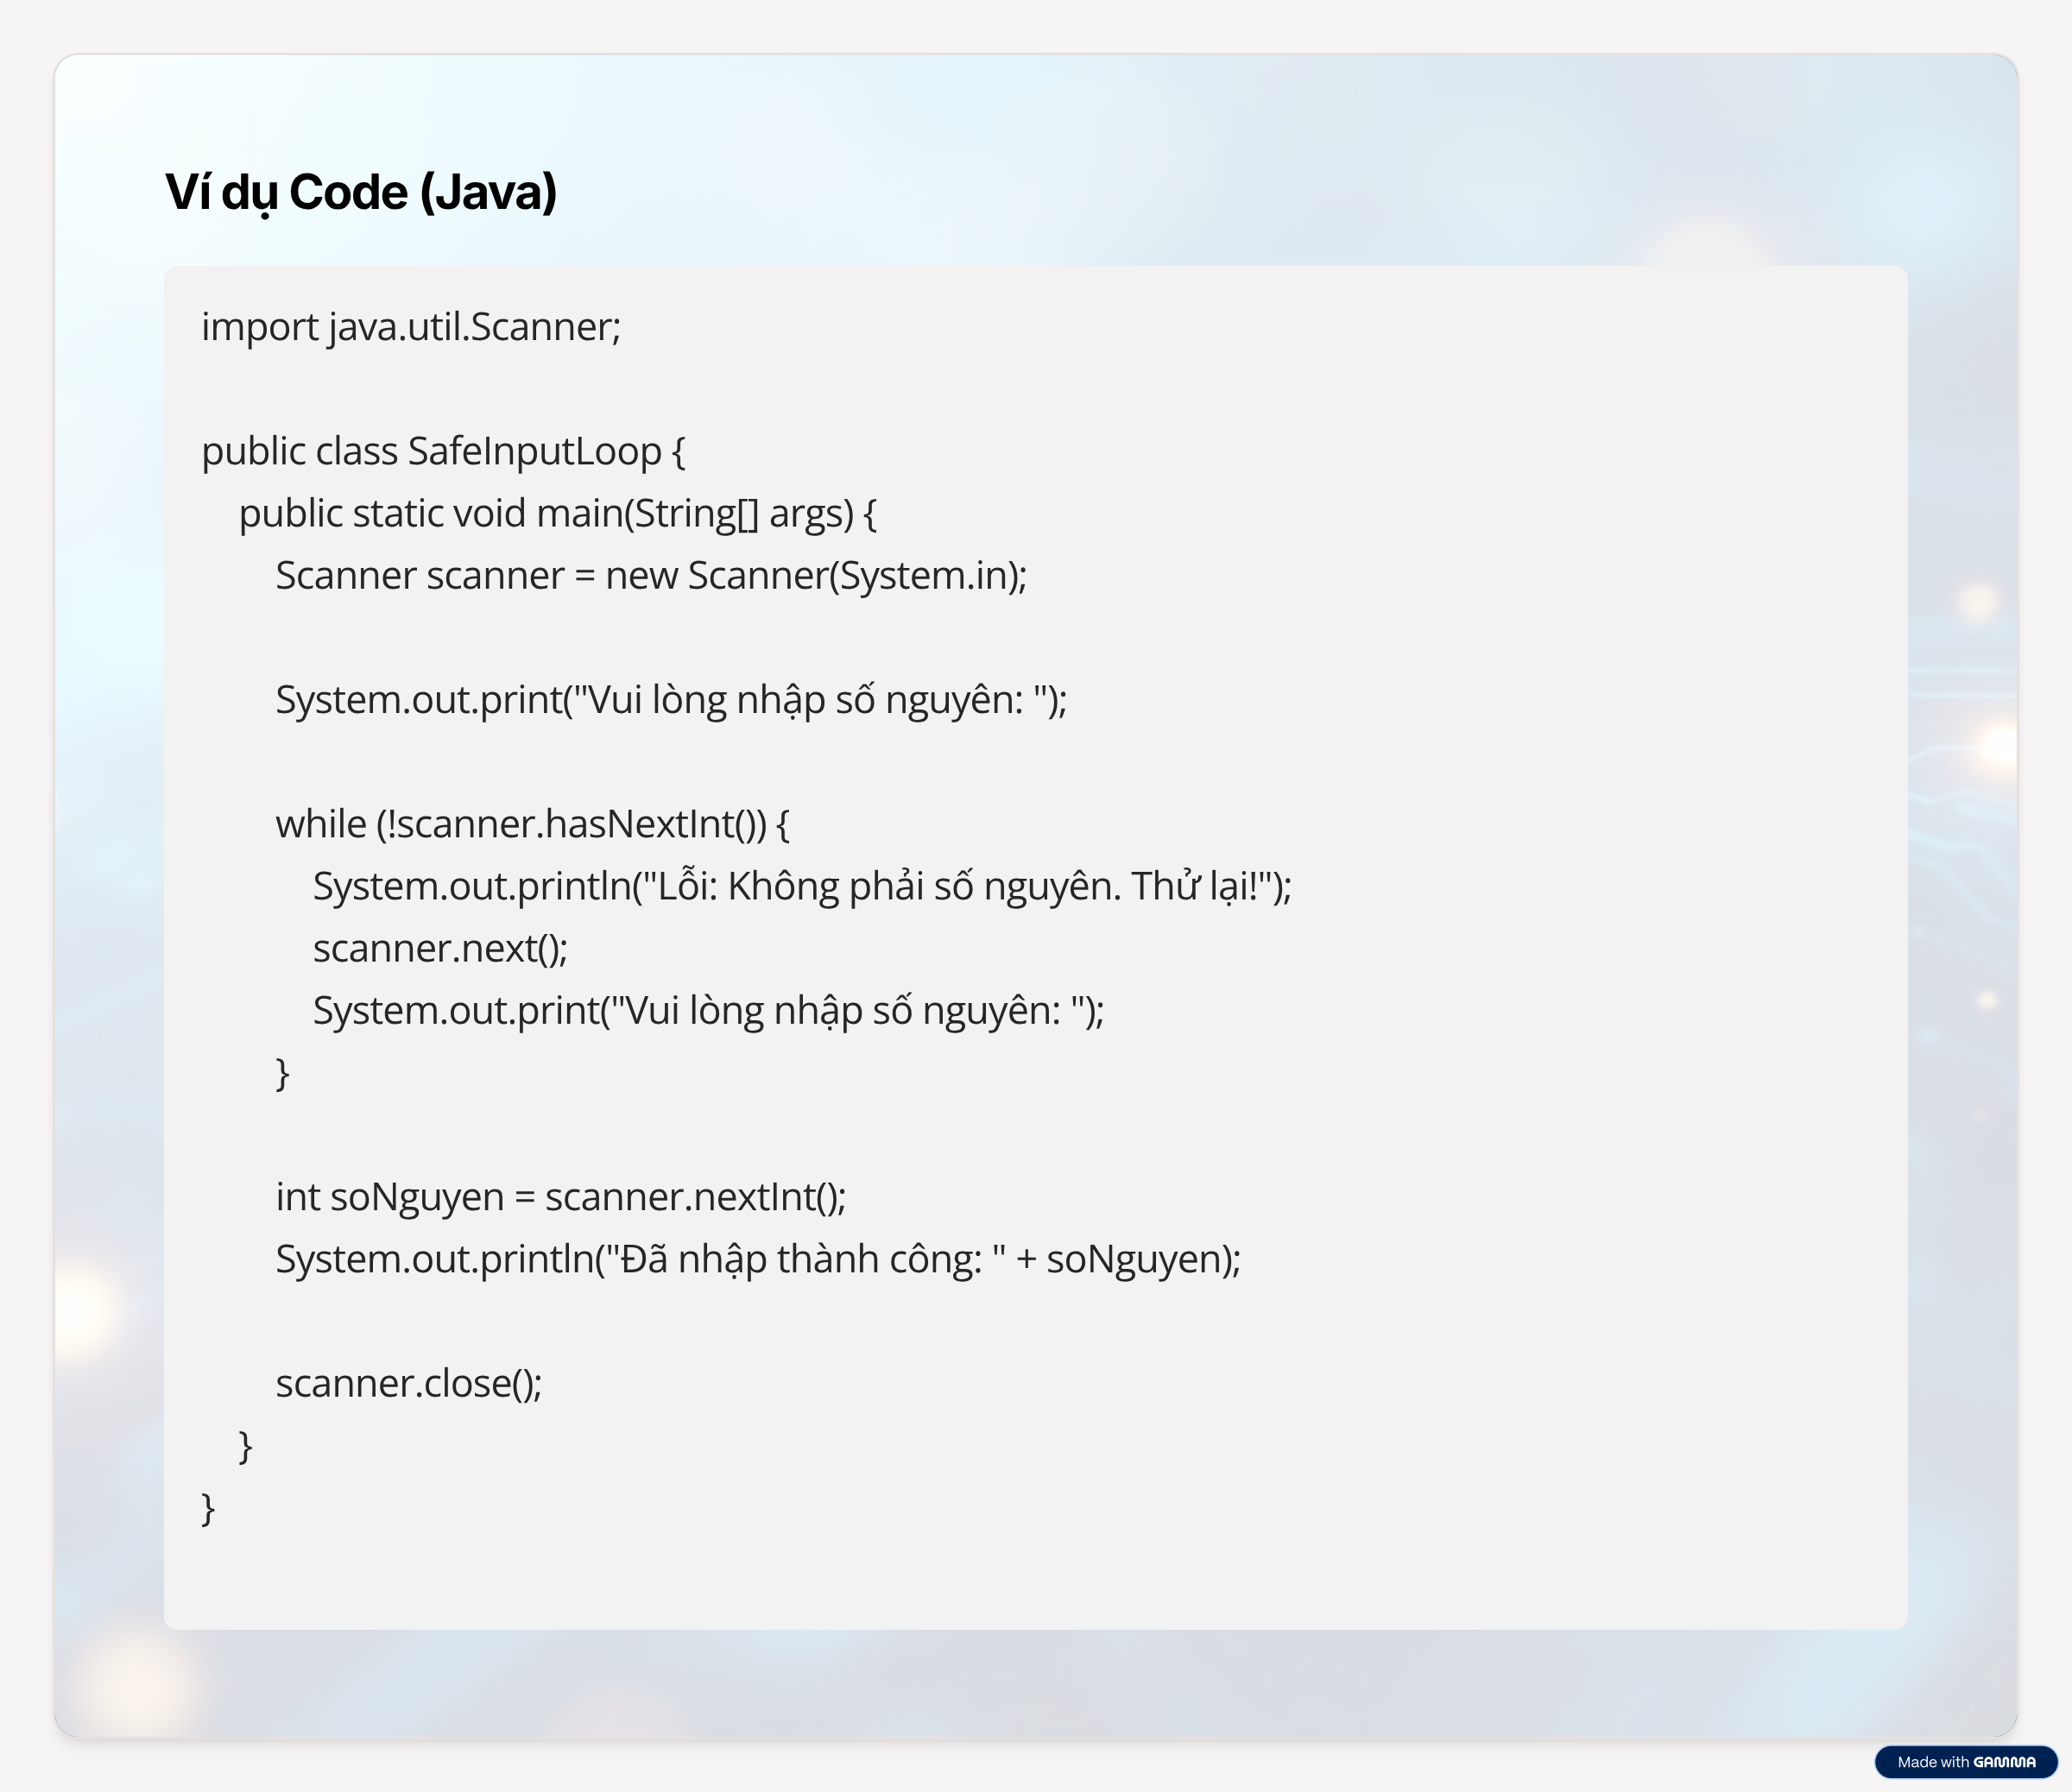 Ví dụ Code (Java)
import java.util.Scanner;
public class SafeInputLoop {
public static void main(String[] args) {
Scanner scanner = new Scanner(System.in);
System.out.print("Vui lòng nhập số nguyên: ");
while (!scanner.hasNextInt()) {
System.out.println("Lỗi: Không phải số nguyên. Thử lại!");
scanner.next();
System.out.print("Vui lòng nhập số nguyên: ");
}
int soNguyen = scanner.nextInt();
System.out.println("Đã nhập thành công: " + soNguyen);
scanner.close();
}
}
Made with GAMMA